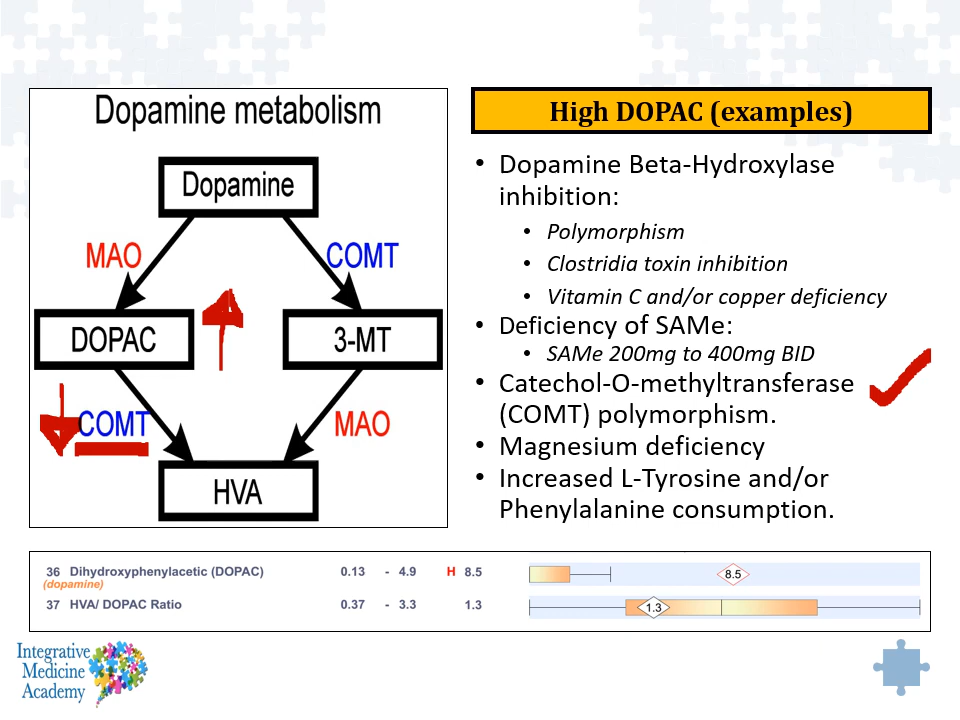 Dopamine metabolism
Dopamine
MAO
COMT
DOPAC
3-MT
COMT
MAO
HVA
High DOPAC (examples)
• Dopamine Beta-Hydroxylase
inhibition:
• Polymorphism
• Clostridia toxin inhibition
• Vitamin C and/or copper deficiency
• Deficiency of SAMe:
• SAMe 200mg to 400mg BID
• Catechol-O-methyltransferase
(COMT) polymorphism.
• Magnesium deficiency
• Increased L-Tyrosine and/or
Phenylalanine consumption.
36 Dihydroxyphenylacetic (DOPAC) 0.13 - 4.9 H 8.5 8.5
(dopamine)
37 HVA/ DOPAC Ratio 0.37 - 3.3 1.3 1.3
Integrative
Medicine
Academy